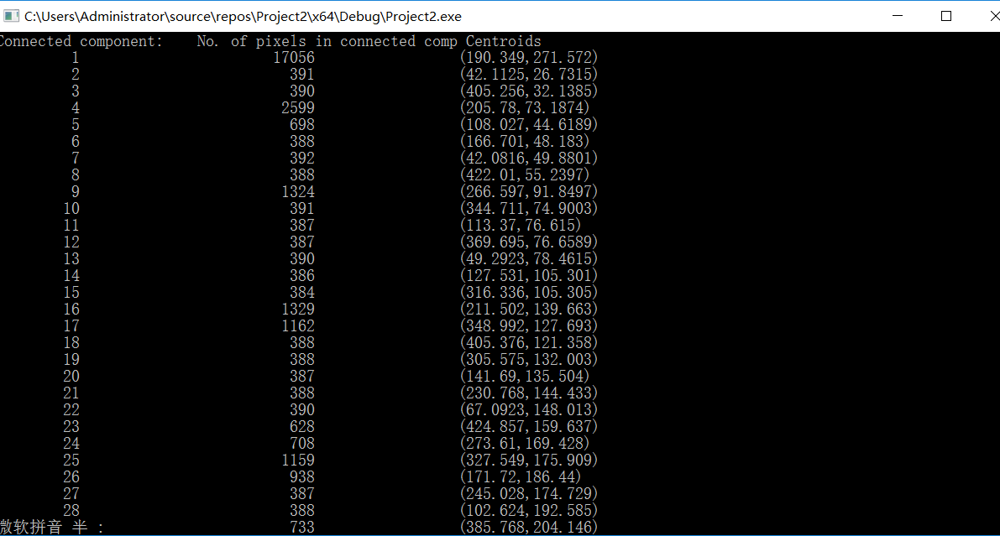 C:\Users\Administrator\source\repos\Project2\x64\Debug\Project2.exe
Connected component: No. of pixels in connected comp Centroids
1 17056 (190.349,271.572)
2 391 (42.1125,26.7315)
3 390 (405.256,32.1385)
4 2599 (205.78,73.1874)
5 698 (108.027,44.6189)
6 388 (166.701,48.183)
7 392 (42.0816,49.8801)
8 388 (422.01,55.2397)
9 1324 (266.597,91.8497)
10 391 (344.711,74.9003)
11 387 (113.37,76.615)
12 387 (369.695,76.6589)
13 390 (49.2923,78.4615)
14 386 (127.531,105.301)
15 384 (316.336,105.305)
16 1329 (211.502,139.663)
17 1162 (348.992,127.693)
18 388 (405.376,121.358)
19 388 (305.575,132.003)
20 387 (141.69,135.504)
21 388 (230.768,144.433)
22 390 (67.0923,148.013)
23 628 (424.857,159.637)
24 708 (273.61,169.428)
25 1159 (327.549,175.909)
26 938 (171.72,186.44)
27 387 (245.028,174.729)
28 388 (102.624,192.585)
微软拼音 半 : 733 (385.768,204.146)